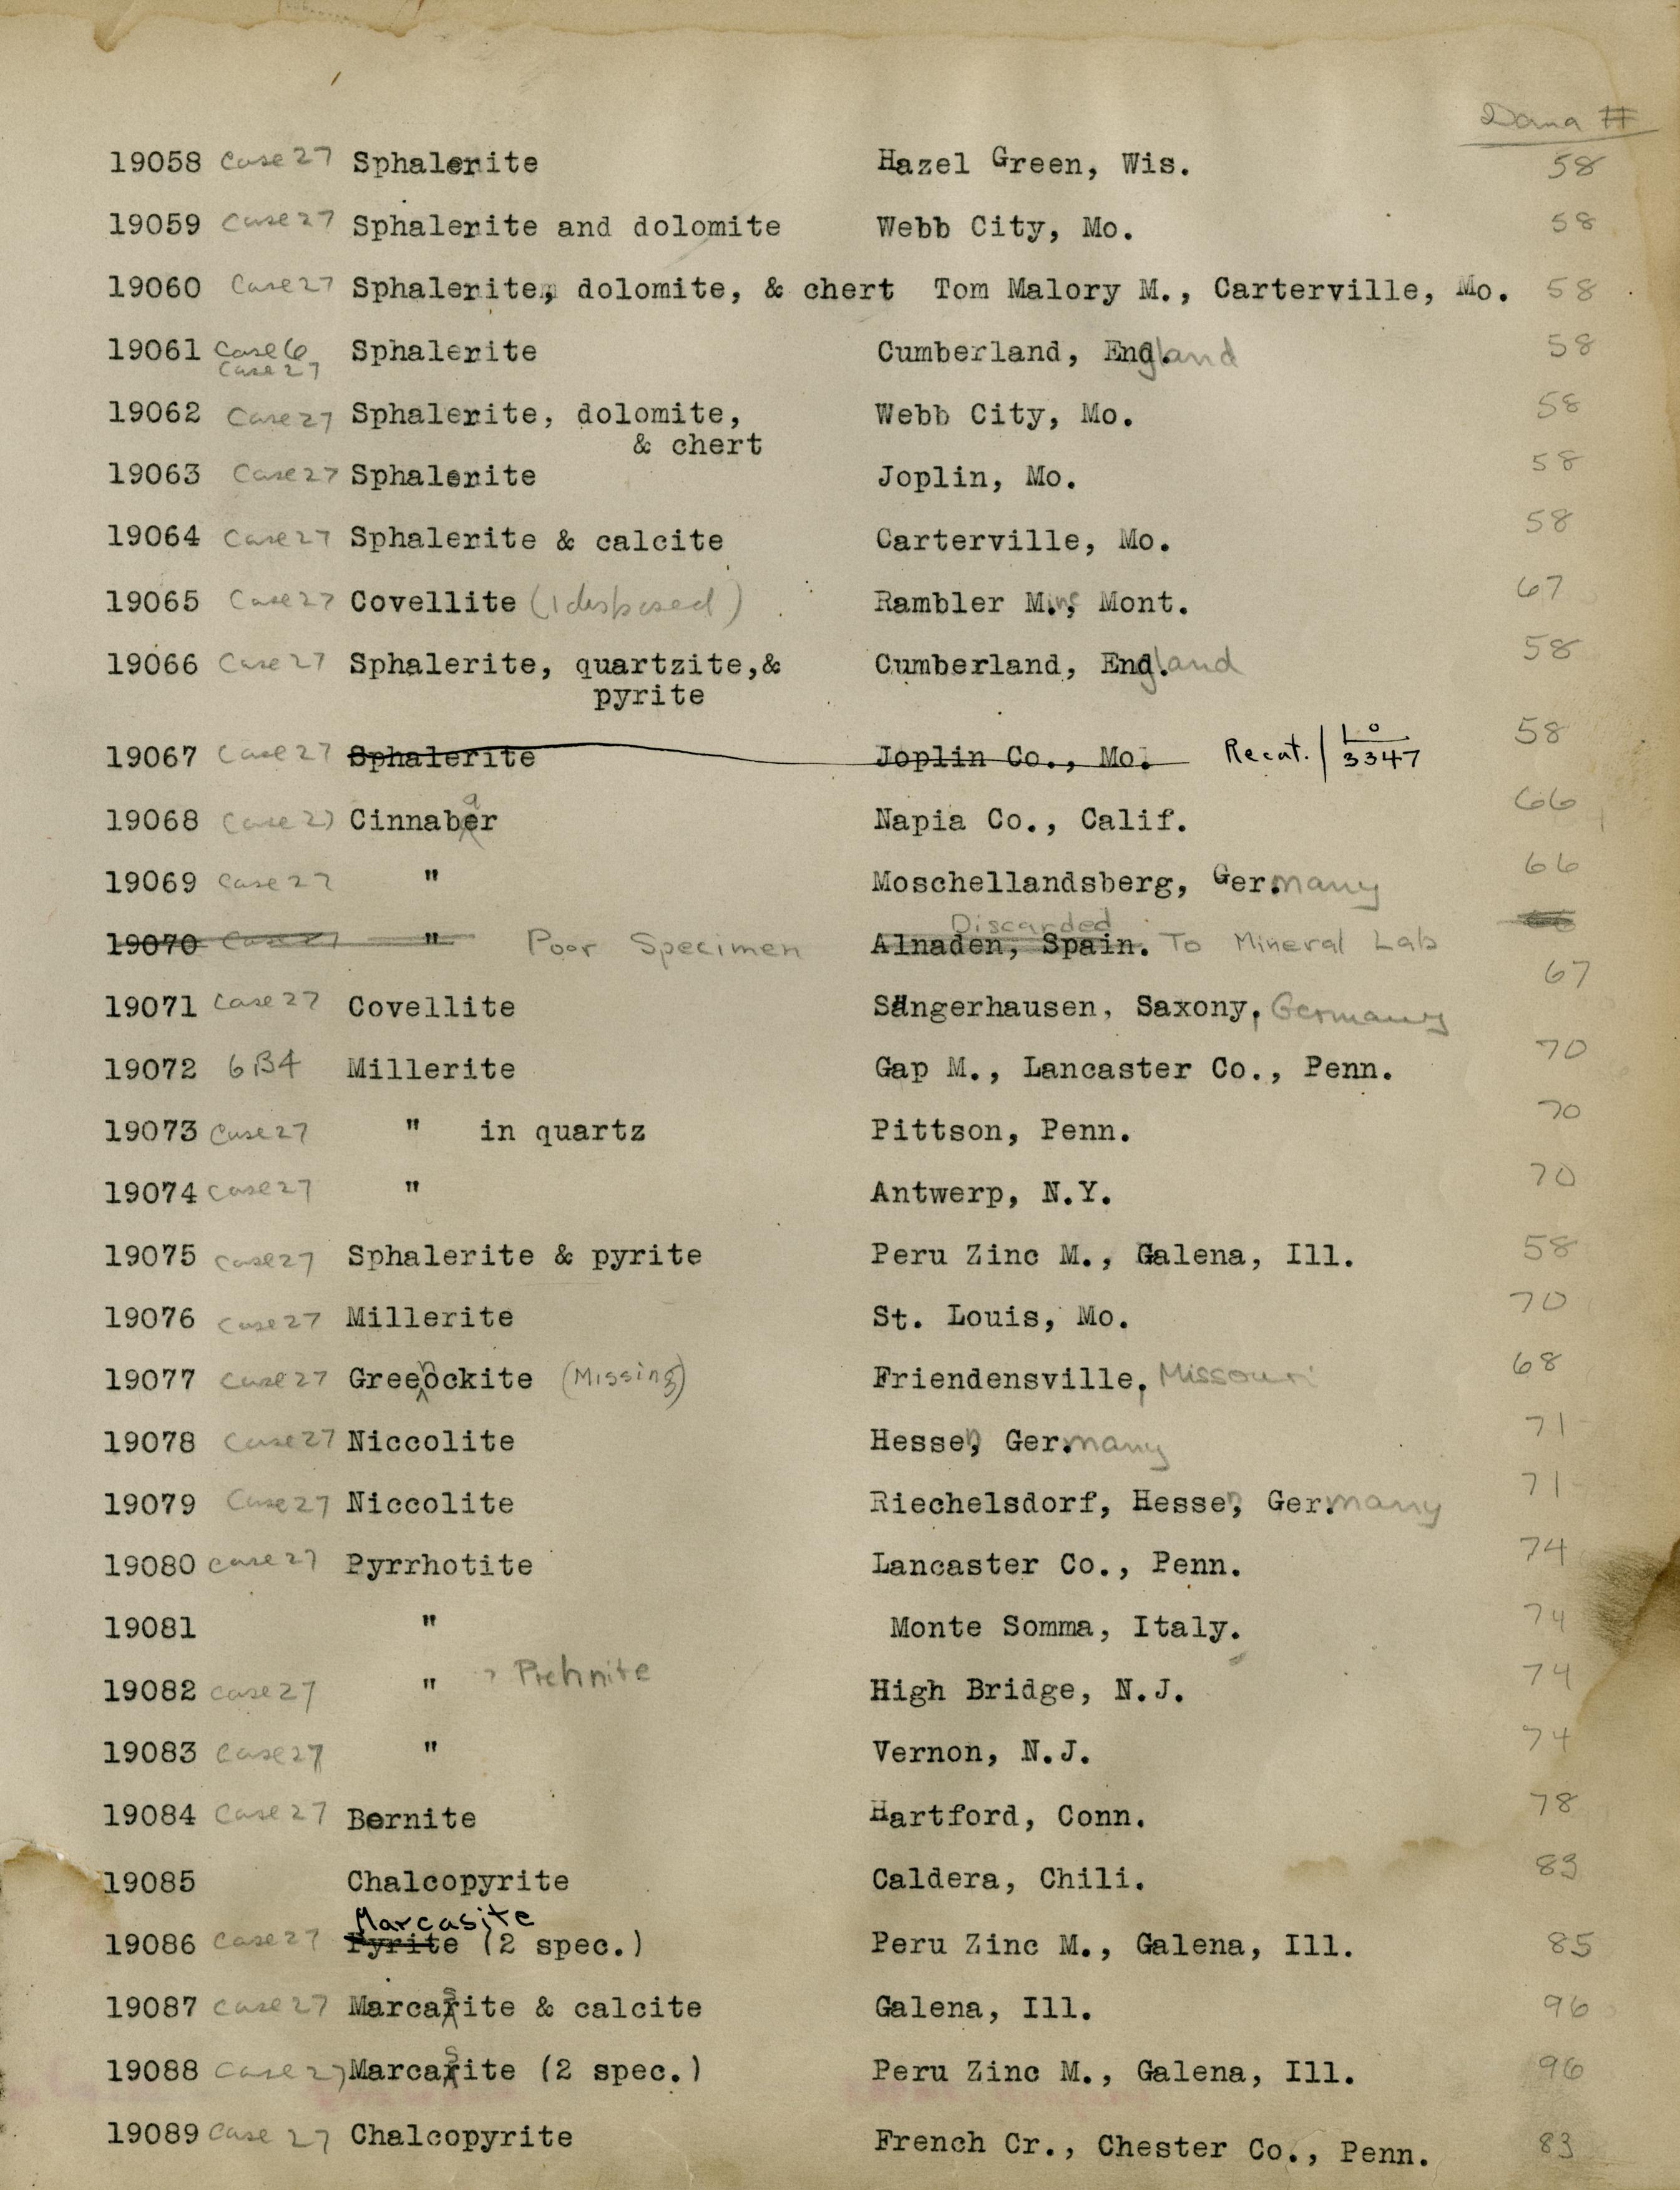 Dana #
19058 Case 27 Sphalerite Hazel Green, Wis. 58
19059 Case 27 Sphalerite and dolomite Webb City, Mo. 58
19060 Case 27 Sphalerite, dolomite, & chert Tom Malory M., Carterville, Mo. 58
19061 Case 6 Sphalerite Cumberland, England 58
Case 27
19062 Case 27 Sphalerite, dolomite, Webb City, Mo. 58
& chert
19063 Case 27 Sphalerite Joplin, Mo. 58
19064 Case 27 Sphalerite & calcite Carterville, Mo. 58
19065 Case 27 Covellite (1 disposed) Rambler Mine, Mont. 67
19066 Case 27 Sphalerite, quartzite,& Cumberland, England 58
pyrite
19067 Case 27 Sphalerite Joplin Co., Mo. Recat. / 10 58
3347
19068 Case 27 Cinnabar Napia Co., Calif. 66
19069 Case 27 " Moschellandsberg, Germany 66
Discarded
19070 Case 27 " Poor Specimen Alnaden, Spain. To Mineral Lab
19071 Case 27 Covellite Sängerhausen, Saxony, Germany 67
19072 6B4 Millerite Gap M., Lancaster Co., Penn. 70
19073 Case 27 " in quartz Pittson, Penn. 70
19074 Case 27 " Antwerp, N.Y. 70
19075 Case 27 Sphalerite & pyrite Peru Zinc M., Galena, Ill. 58
19076 Case 27 Millerite St. Louis, Mo. 70
19077 Case 27 Greenockite (Missing) Friendensville, Missouri 68
19078 Case 27 Niccolite Hessen, Germany 71
19079 Case 27 Niccolite Riechelsdorf, Hessen, Germany 71
19080 Case 27 Pyrrhotite Lancaster Co., Penn. 74
19081 " Monte Somma, Italy. 74
19082 Case 27 " , Prehnite High Bridge, N.J. 74
19083 Case 27 " Vernon, N.J. 74
19084 Case 27 Bornite Hartford, Conn. 78
19085 Chalcopyrite Caldera, Chili. 83
Marcasite
19086 Case 27 Pyrite (2 spec.) Peru Zinc M., Galena, Ill. 85
19087 Case 27 Marcasite & calcite Galena, Ill. 96
19088 Case 27 Marcasite (2 spec.) Peru Zinc M., Galena, Ill. 96
19089 Case 27 Chalcopyrite French Cr., Chester Co., Penn. 83